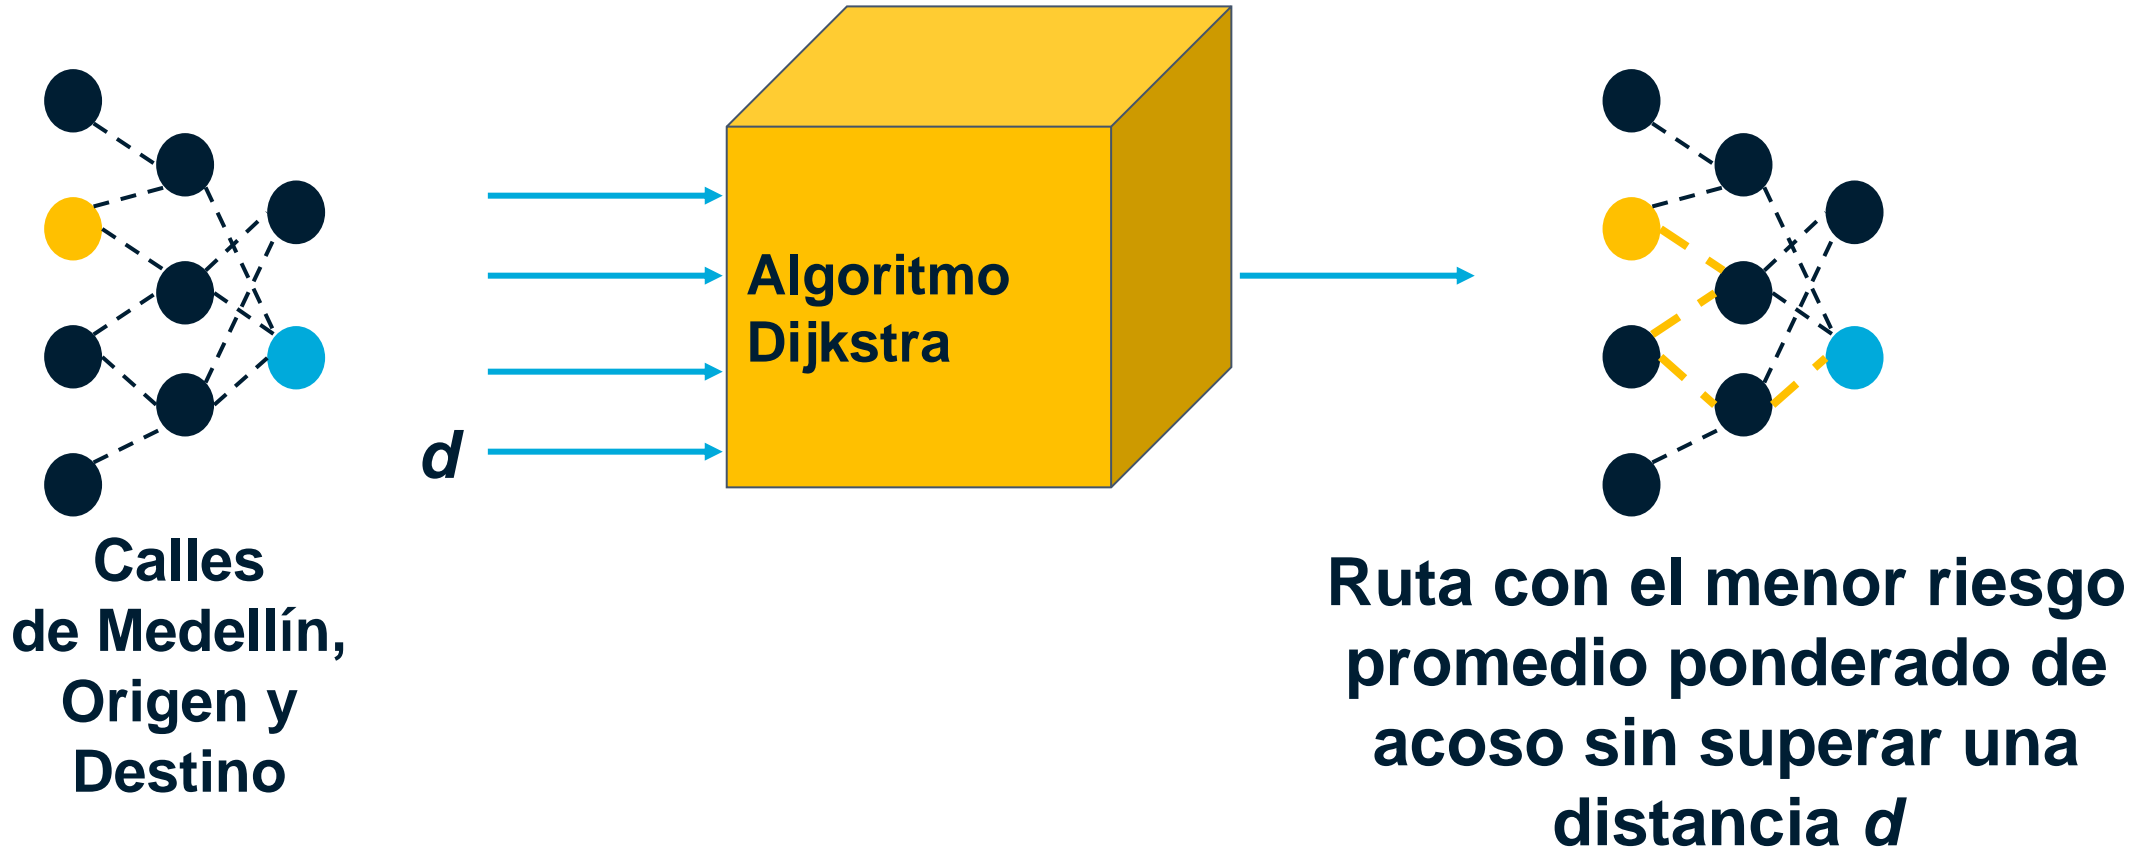 Algoritmo
Dijkstra
d
Calles
de Medellín,
Origen y
Destino
Ruta con el menor riesgo
promedio ponderado de
acoso sin superar una
distancia d